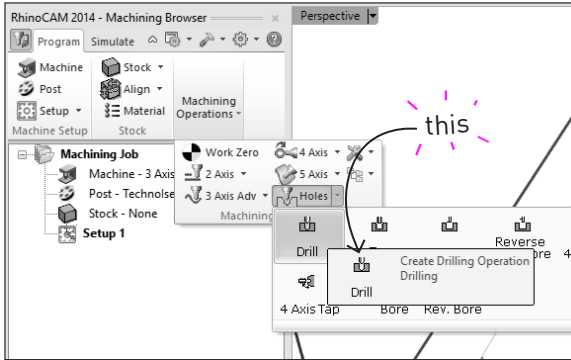 RhinoCAM 2014 - Machining Browser
Perspective
Program Simulate
Machine Stock
Post Align
Setup Material
Machining
Operations
Machine Setup Stock
Machining Job
Machine - 3 Axis
Post -
Stock - None
Setup 1
Work Zero 4 Axis
2 Axis 5 Axis
3 Axis Adv Holes
this
Drill
Reverse
Create Drilling Operation
Drilling
Drill
4 Axis Tap Bore Rev. Bore